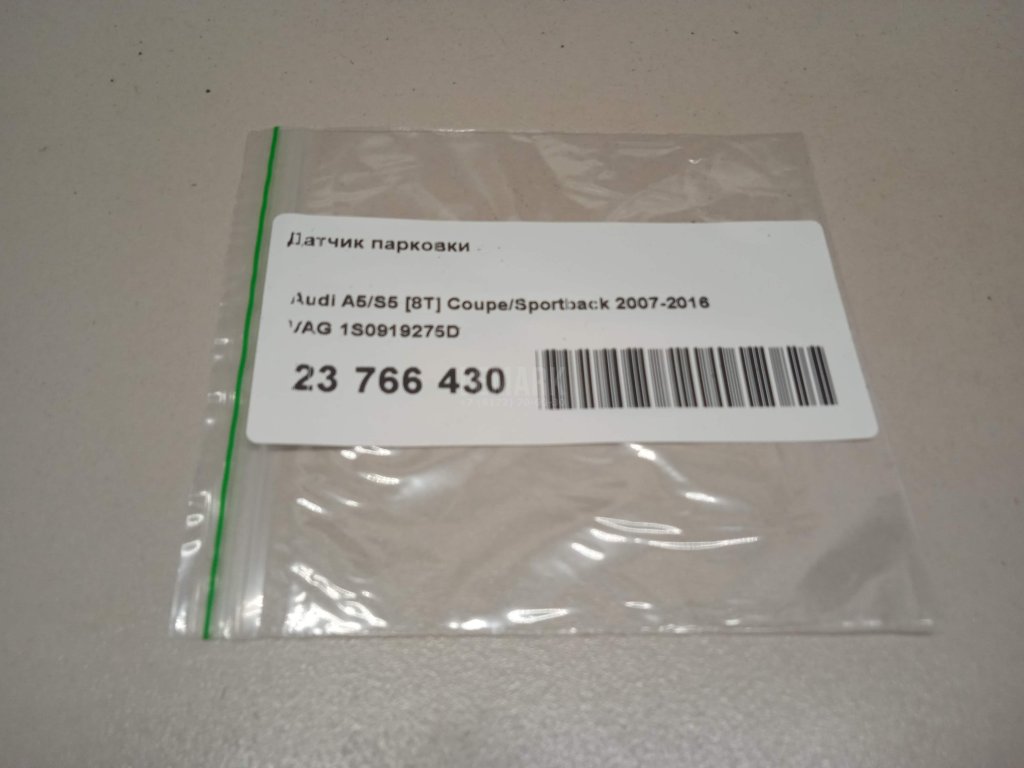 Датчик парковки
Audi A5/S5 [8T] Coupe/Sportback 2007-2016
VAG 1S0919275D
23 766 430